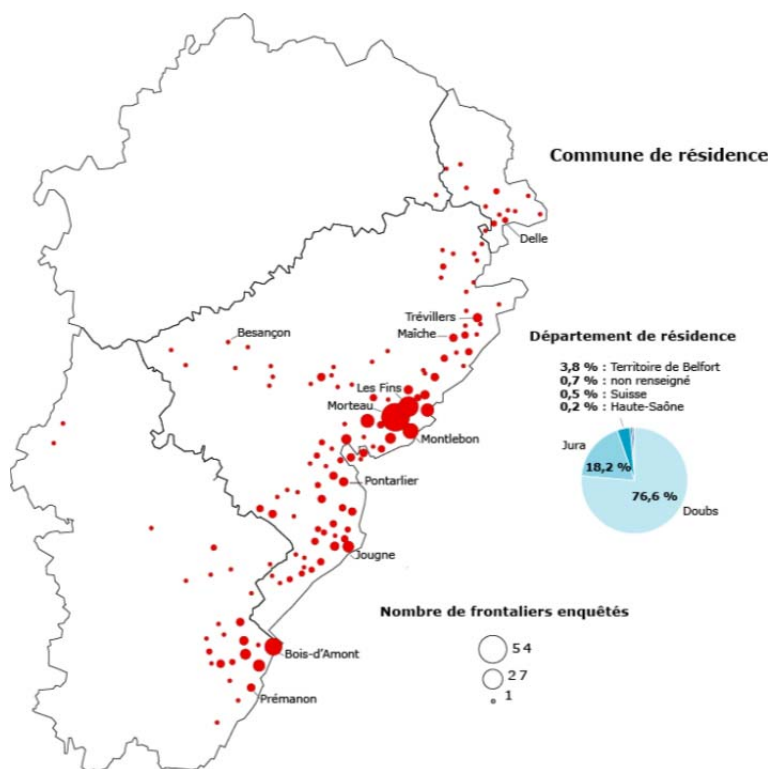 Commune de résidence
Delle
Trévillers
Maîche
Besançon
Les Fins
Morteau
Montlebon
Pontarlier
Jougne
Bois-d'Amont
Prémanon
Département de résidence
3,8 % : Territoire de Belfort
0,7 % : non renseigné
0,5 % : Suisse
0,2 % : Haute-Saône
Jura
18,2 %
76,6 %
Doubs
Nombre de frontaliers enquêtés
54
27
1